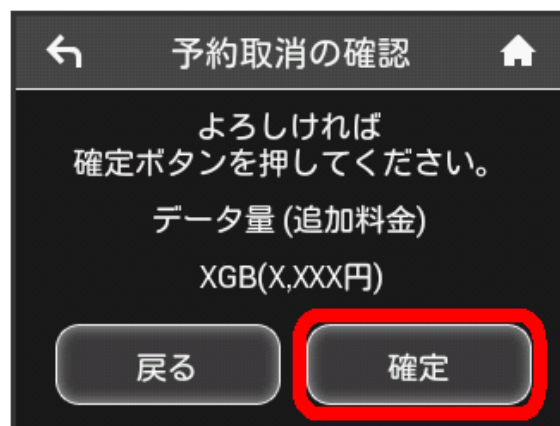 予約取消の確認
よろしければ
確定ボタンを押してください。
データ量 (追加料金)
XGB(X,XXX円)
戻る
確定